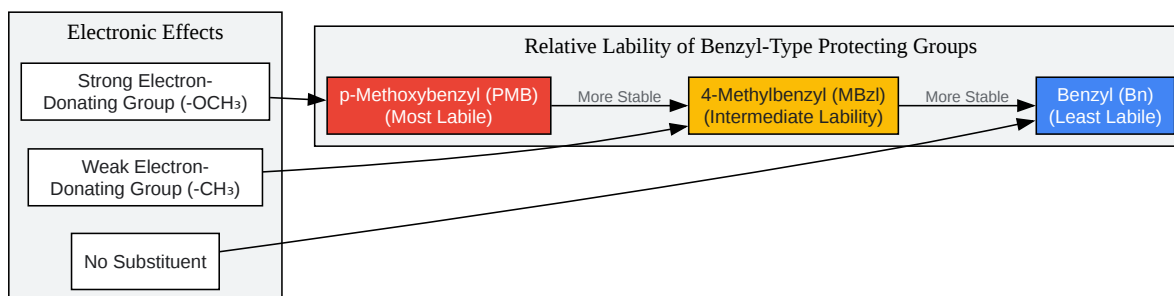 Electronic Effects
Strong Electron-
Donating Group (-OCH₃)
Weak Electron-
Donating Group (-CH₃)
No Substituent
Relative Lability of Benzyl-Type Protecting Groups
p-Methoxybenzyl (PMB)
(Most Labile)
More Stable
4-Methylbenzyl (MBzl)
(Intermediate Lability)
More Stable
Benzyl (Bn)
(Least Labile)